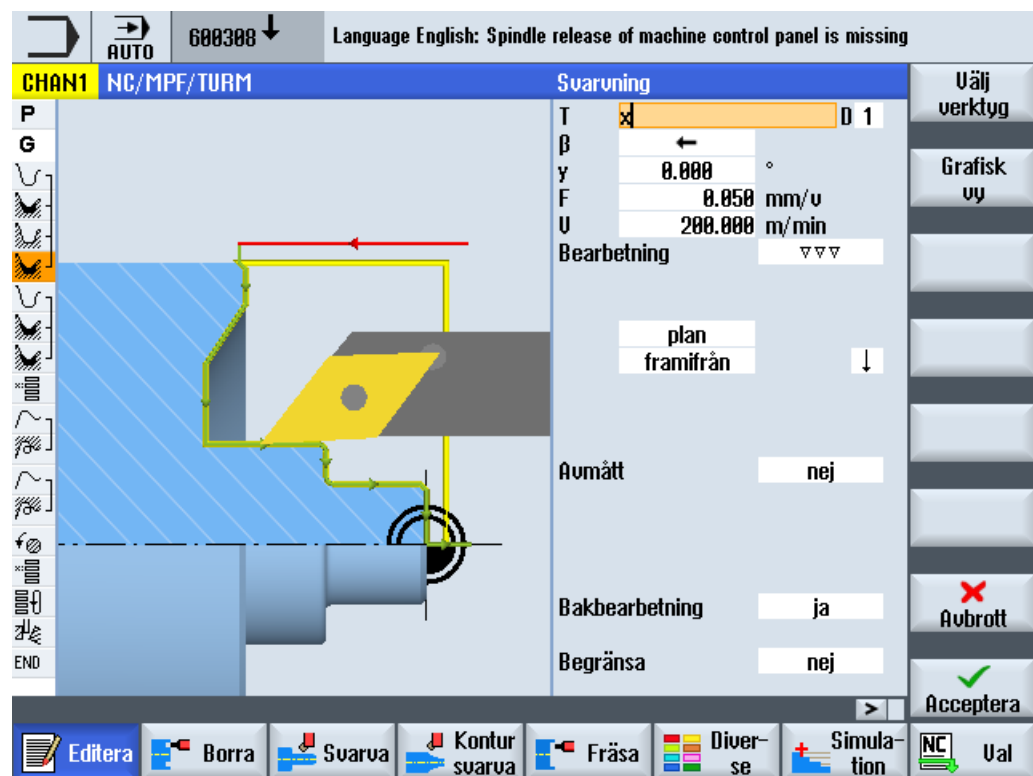 AUTO
600308
Language English: Spindle release of machine control panel is missing
CHAN1 NC/MPF/TURM
Svarvning
Välj verktyg
P
G
END
T x D 1
β
γ 0.000 °
F 0.050 mm/v
V 200.000 m/min
Bearbetning
plan
framifrån
Avmått nej
Bakbearbetning ja
Begränsa nej
Grafisk
vy
Avbrott
Acceptera
>
Editera
Borra
Svarva
Kontur
svarva
Fräsa
Diver-
se
Simula-
tion
NC
Val